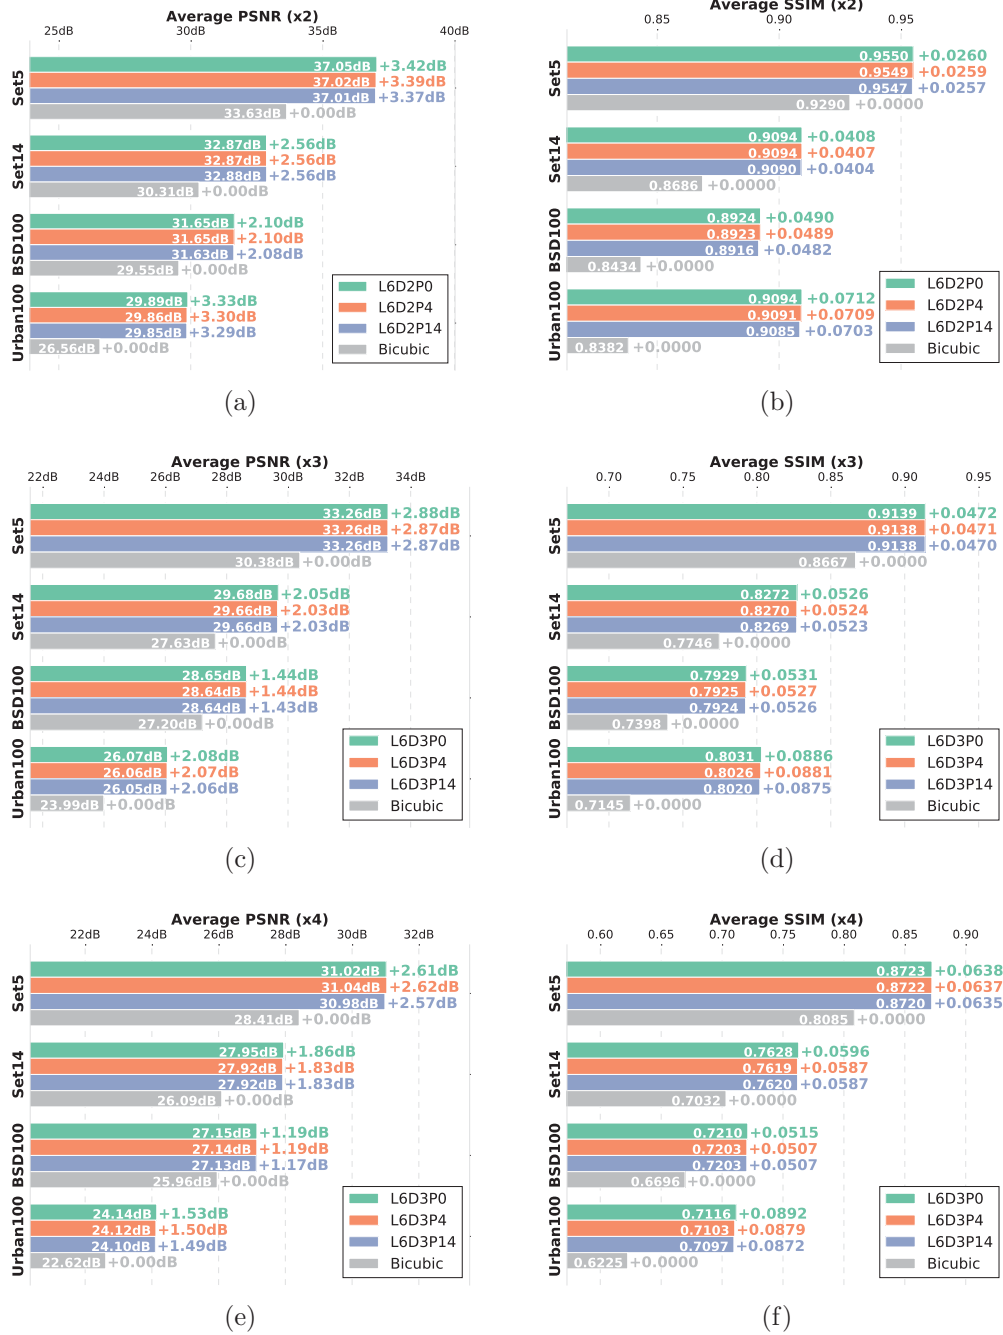 Average PSNR (x2)
25dB 30dB 35dB 40dB
Set5
37.05dB +3.42dB
37.02dB +3.39dB
37.01dB +3.37dB
33.63dB +0.00dB
Set14
32.87dB +2.56dB
32.87dB +2.56dB
32.88dB +2.56dB
30.31dB +0.00dB
BSD100
31.65dB +2.10dB
31.65dB +2.10dB
31.63dB +2.08dB
29.55dB +0.00dB
Urban100
29.89dB +3.33dB
29.86dB +3.30dB
29.85dB +3.29dB
26.56dB +0.00dB
L6D2P0
L6D2P4
L6D2P14
Bicubic
(a)
Average SSIM (x2)
0.85 0.90 0.95
Set5
0.9550 +0.0260
0.9549 +0.0259
0.9547 +0.0257
0.9290 +0.0000
Set14
0.9094 +0.0408
0.9094 +0.0407
0.9090 +0.0404
0.8686 +0.0000
BSD100
0.8924 +0.0490
0.8923 +0.0489
0.8916 +0.0482
0.8434 +0.0000
Urban100
0.9094 +0.0712
0.9091 +0.0709
0.9085 +0.0703
0.8382 +0.0000
L6D2P0
L6D2P4
L6D2P14
Bicubic
(b)
Average PSNR (x3)
22dB 24dB 26dB 28dB 30dB 32dB 34dB
Set5
33.26dB +2.88dB
33.26dB +2.87dB
33.26dB +2.87dB
30.38dB +0.00dB
Set14
29.68dB +2.05dB
29.66dB +2.03dB
29.66dB +2.03dB
27.63dB +0.00dB
BSD100
28.65dB +1.44dB
28.64dB +1.44dB
28.64dB +1.43dB
27.20dB +0.00dB
Urban100
26.07dB +2.08dB
26.06dB +2.07dB
26.05dB +2.06dB
23.99dB +0.00dB
L6D3P0
L6D3P4
L6D3P14
Bicubic
(c)
Average SSIM (x3)
0.70 0.75 0.80 0.85 0.90 0.95
Set5
0.9139 +0.0472
0.9138 +0.0471
0.9138 +0.0470
0.8667 +0.0000
Set14
0.8272 +0.0526
0.8270 +0.0524
0.8269 +0.0523
0.7746 +0.0000
BSD100
0.7929 +0.0531
0.7925 +0.0527
0.7924 +0.0526
0.7398 +0.0000
Urban100
0.8031 +0.0886
0.8026 +0.0881
0.8020 +0.0875
0.7145 +0.0000
L6D3P0
L6D3P4
L6D3P14
Bicubic
(d)
Average PSNR (x4)
22dB 24dB 26dB 28dB 30dB 32dB
Set5
31.02dB +2.61dB
31.04dB +2.62dB
30.98dB +2.57dB
28.41dB +0.00dB
Set14
27.95dB +1.86dB
27.92dB +1.83dB
27.92dB +1.83dB
26.09dB +0.00dB
BSD100
27.15dB +1.19dB
27.14dB +1.19dB
27.13dB +1.17dB
25.96dB +0.00dB
Urban100
24.14dB +1.53dB
24.12dB +1.50dB
24.10dB +1.49dB
22.62dB +0.00dB
L6D3P0
L6D3P4
L6D3P14
Bicubic
(e)
Average SSIM (x4)
0.60 0.65 0.70 0.75 0.80 0.85 0.90
Set5
0.8723 +0.0638
0.8722 +0.0637
0.8720 +0.0635
0.8085 +0.0000
Set14
0.7628 +0.0596
0.7619 +0.0587
0.7620 +0.0587
0.7032 +0.0000
BSD100
0.7210 +0.0515
0.7203 +0.0507
0.7203 +0.0507
0.6696 +0.0000
Urban100
0.7116 +0.0892
0.7103 +0.0879
0.7097 +0.0872
0.6225 +0.0000
L6D3P0
L6D3P4
L6D3P14
Bicubic
(f)